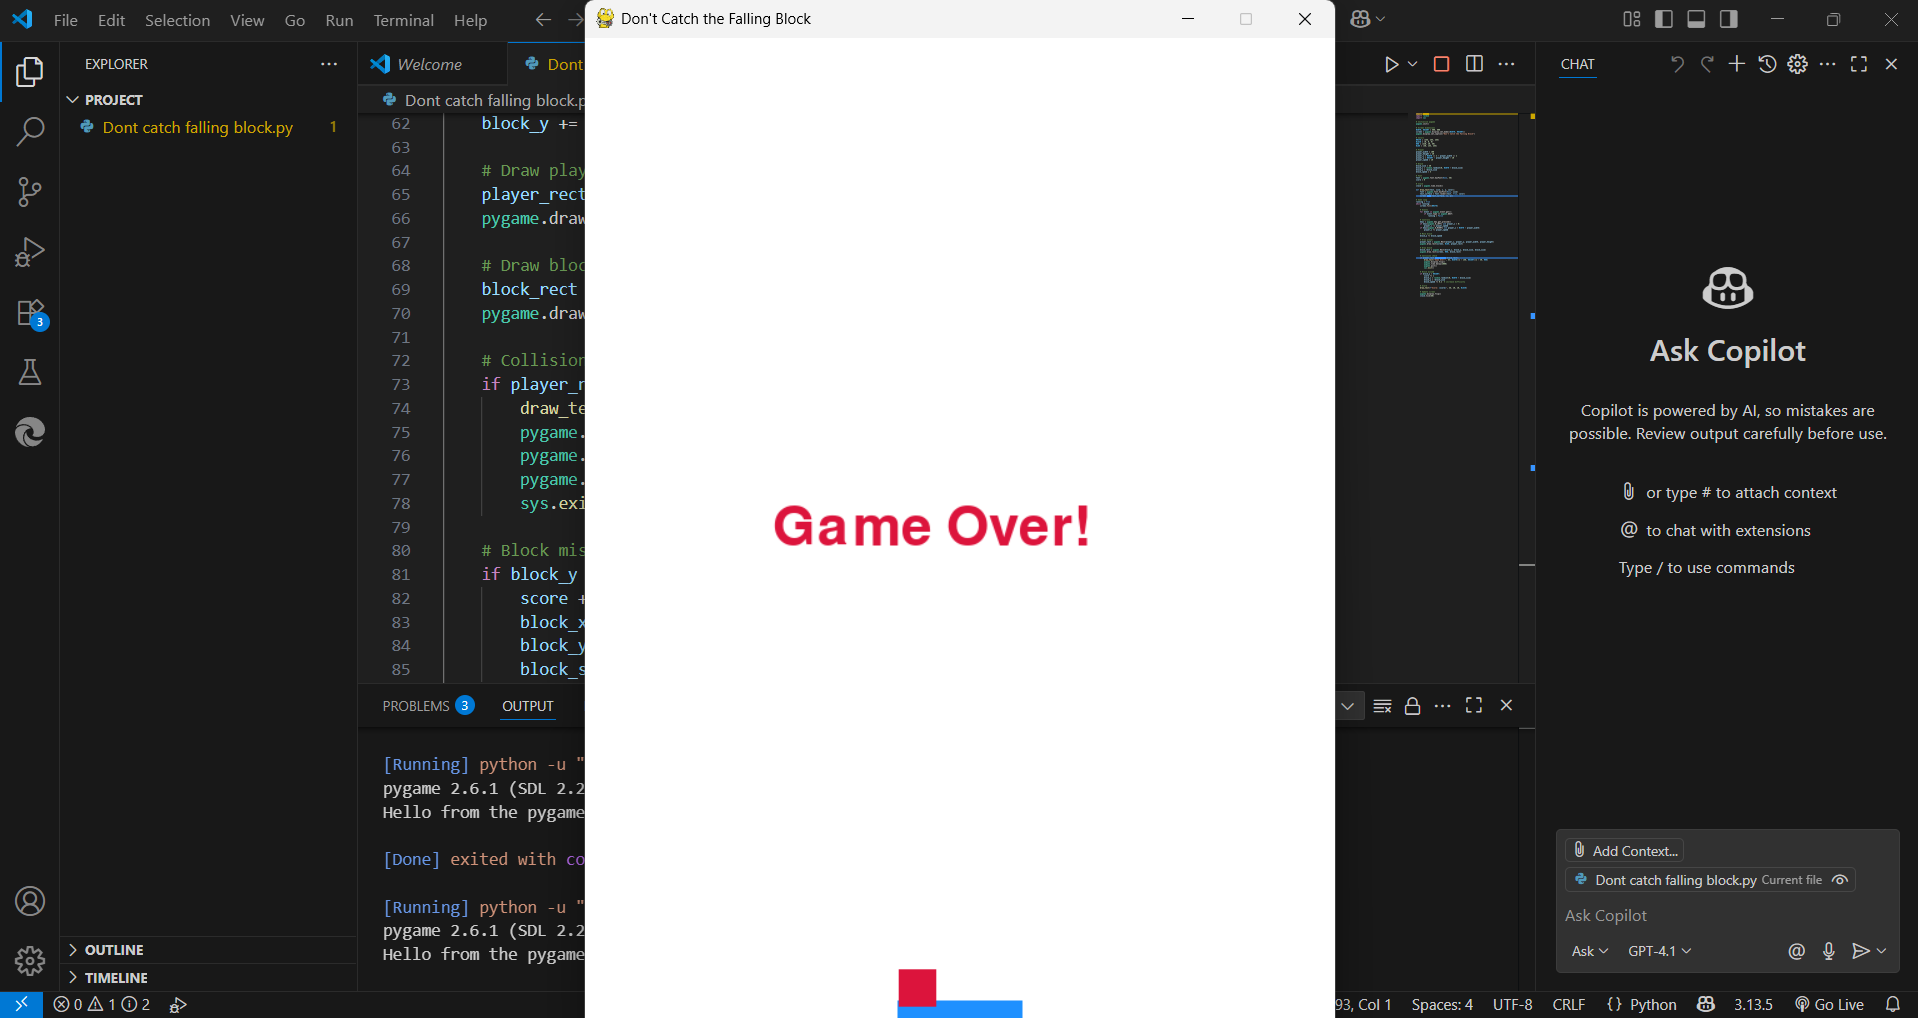 File Edit Selection View Go Run Terminal Help
Don't Catch the Falling Block
EXPLORER
PROJECT
Dont catch falling block.py 1
3
Welcome
Dont
Dont catch falling block.p
62 block_y +=
63
64 # Draw play
65 player_rect
66 pygame.draw
67
68 # Draw bloc
69 block_rect
70 pygame.draw
71
72 # Collision
73 if player_r
74 draw_te
75 pygame.
76 pygame.
77 pygame.
78 sys.exi
79
80 # Block mis
81 if block_y
82 score +
83 block_x
84 block_y
85 block_s
PROBLEMS 3 OUTPUT
[Running] python -u "
pygame 2.6.1 (SDL 2.2
Hello from the pygame
[Done] exited with co
[Running] python -u "
pygame 2.6.1 (SDL 2.2
Hello from the pygame
Game Over!
CHAT
Ask Copilot
Copilot is powered by AI, so mistakes are
possible. Review output carefully before use.
or type # to attach context
@ to chat with extensions
Type / to use commands
Add Context...
Dont catch falling block.py Current file
Ask Copilot
Ask GPT-4.1 @
OUTLINE
TIMELINE
0 1 2
93, Col 1 Spaces: 4 UTF-8 CRLF {} Python 3.13.5 Go Live